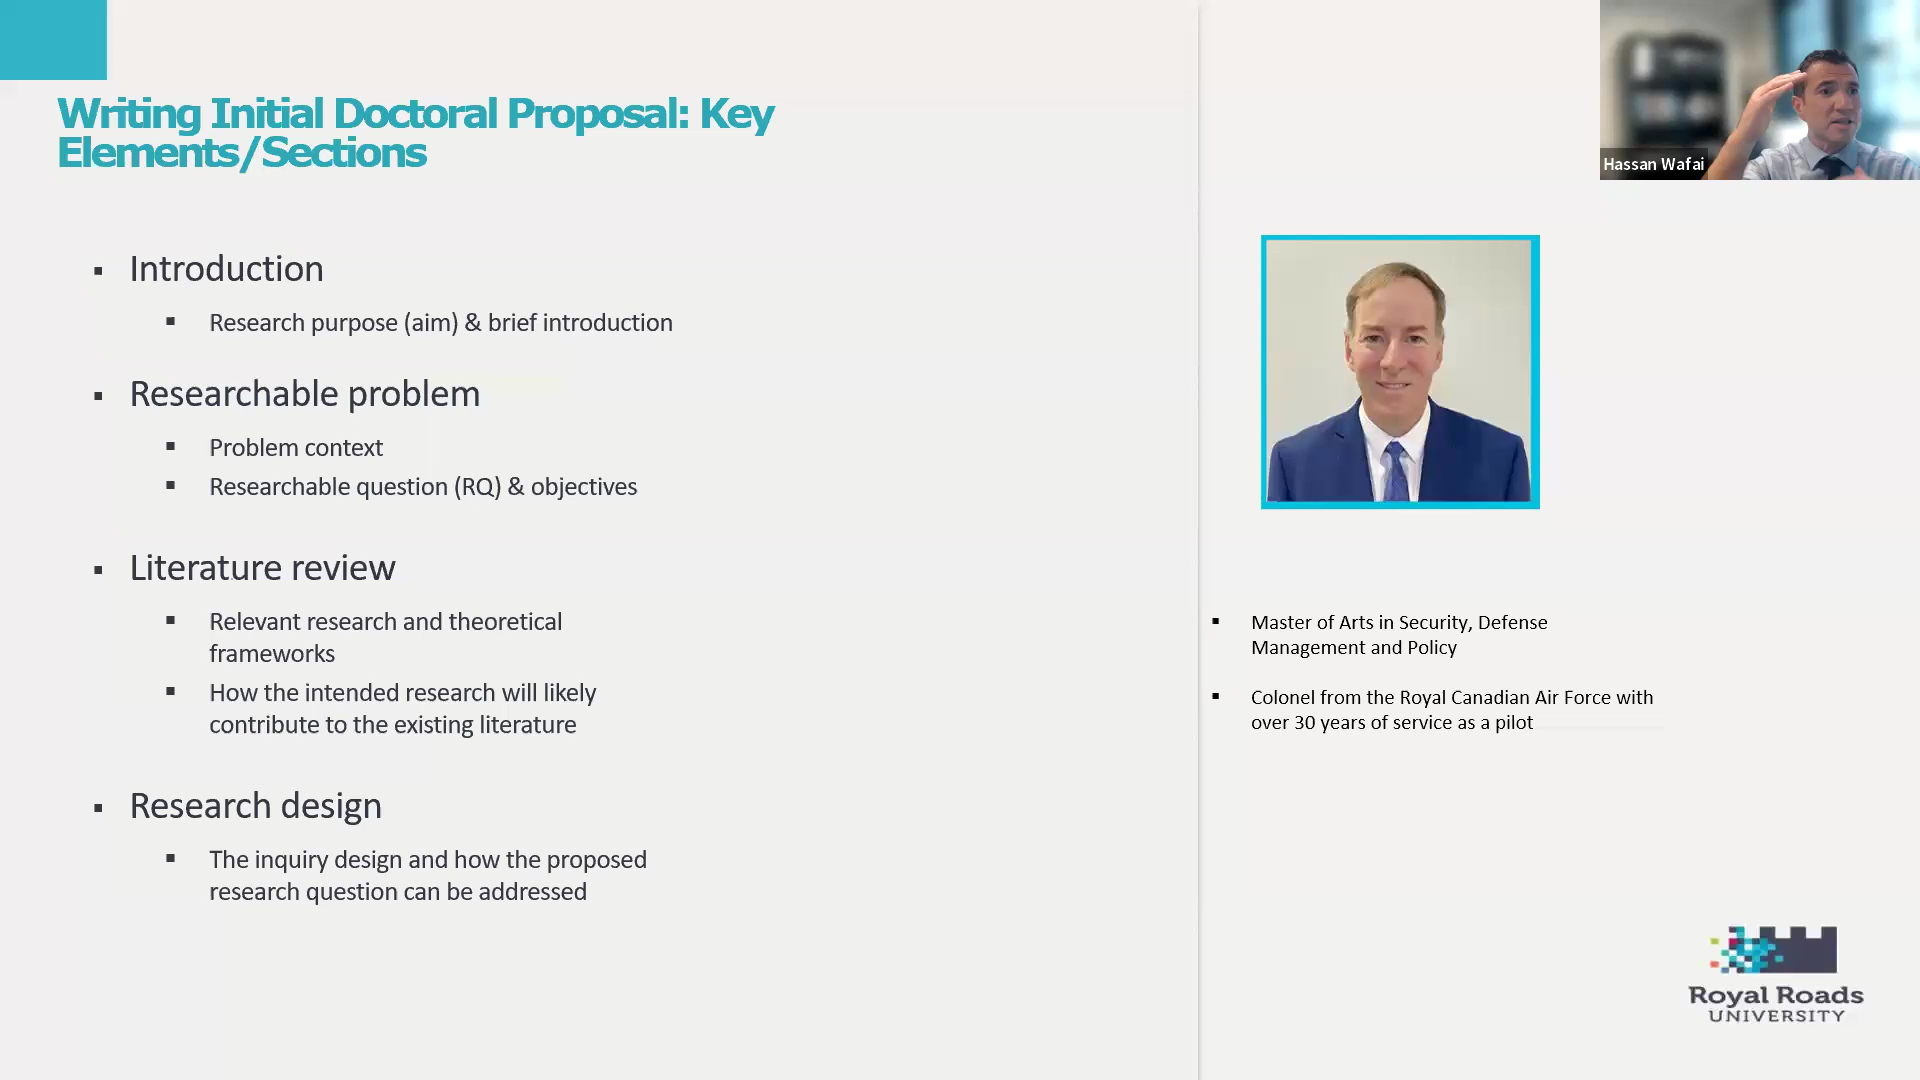 Writing Initial Doctoral Proposal: Key
Elements/Sections
Hassan Wafai
▪ Introduction
▪ Research purpose (aim) & brief introduction
▪ Researchable problem
▪ Problem context
▪ Researchable question (RQ) & objectives
▪ Literature review
▪ Relevant research and theoretical
frameworks
▪ How the intended research will likely
contribute to the existing literature
▪ Research design
▪ The inquiry design and how the proposed
research question can be addressed
▪ Master of Arts in Security, Defense
Management and Policy
▪ Colonel from the Royal Canadian Air Force with
over 30 years of service as a pilot
Royal Roads
UNIVERSITY